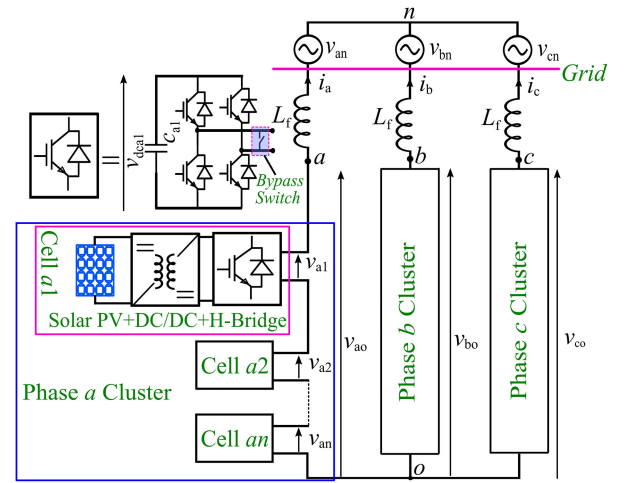 n
v_an
v_bn
v_cn
Grid
i_a
i_b
i_c
L_f
L_f
L_f
v_dca1
c_a1
=
Bypass
Switch
a
b
c
Cell a1
v_a1
Solar PV+DC/DC+H-Bridge
Cell a2
v_a2
Phase a Cluster
Cell an
v_an
v_ao
Phase b Cluster
v_bo
Phase c Cluster
v_co
o